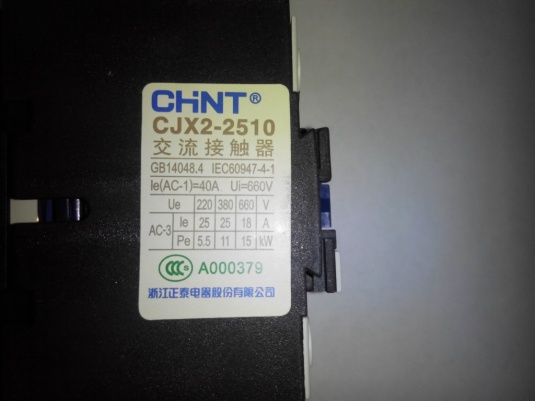 CHNT®
CJX2-2510
交流接触器
GB14048.4 IEC60947-4-1
Ie(AC-1)=40A Ui=660V
Ue 220 380 660 V
AC-3 Ie 25 25 18 A
Pe 5.5 11 15 kW
CCC S A000379
浙江正泰电器股份有限公司